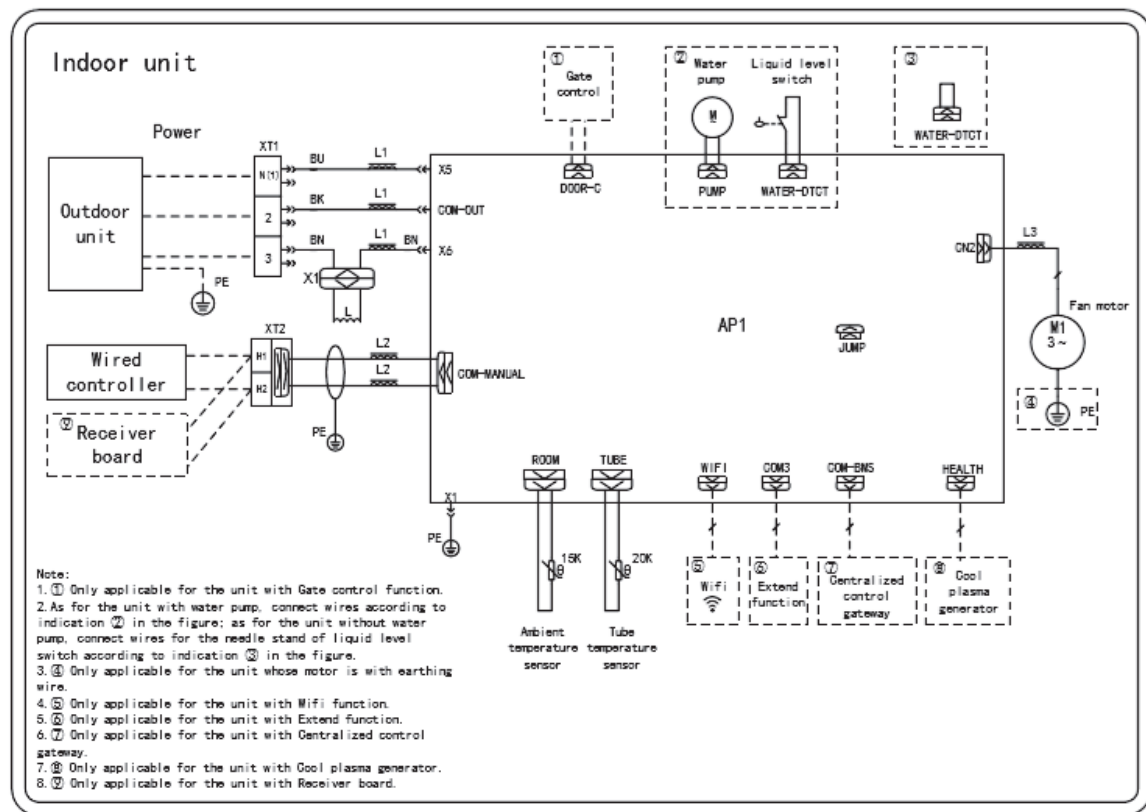 Indoor unit
Power
Outdoor
unit
PE
XT1
N(1)
2
3
BU
L1
X5
BK
L1
COM-OUT
BN
L1
BN
X6
X1
L
① Gate
control
DOOR-C
② Water
pump
M
PUMP
Liquid level
switch
WATER-DTCT
③
WATER-DTCT
CN2
L3
Fan motor
M1
3~
④
PE
AP1
JUMP
Wired
controller
⑨ Receiver
board
XT2
H1
H2
L2
L2
COM-MANUAL
PE
X1
PE
ROOM
TUBE
WIFI
COM3
COM-BMS
HEALTH
15K
θ
20K
θ
Ambient
temperature
sensor
Tube
temperature
sensor
⑤
Wifi
⑥
Extend
function
⑦
Centralized
control
gateway
⑧ Cool
plasma
generator
Note:
1. ① Only applicable for the unit with Gate control function.
2. As for the unit with water pump, connect wires according to
indication ② in the figure; as for the unit without water
pump, connect wires for the needle stand of liquid level
switch according to indication ③ in the figure.
3. ④ Only applicable for the unit whose motor is with earthing
wire.
4. ⑤ Only applicable for the unit with Wifi function.
5. ⑥ Only applicable for the unit with Extend function.
6. ⑦ Only applicable for the unit with Centralized control
gateway.
7. ⑧ Only applicable for the unit with Cool plasma generator.
8. ⑨ Only applicable for the unit with Receiver board.